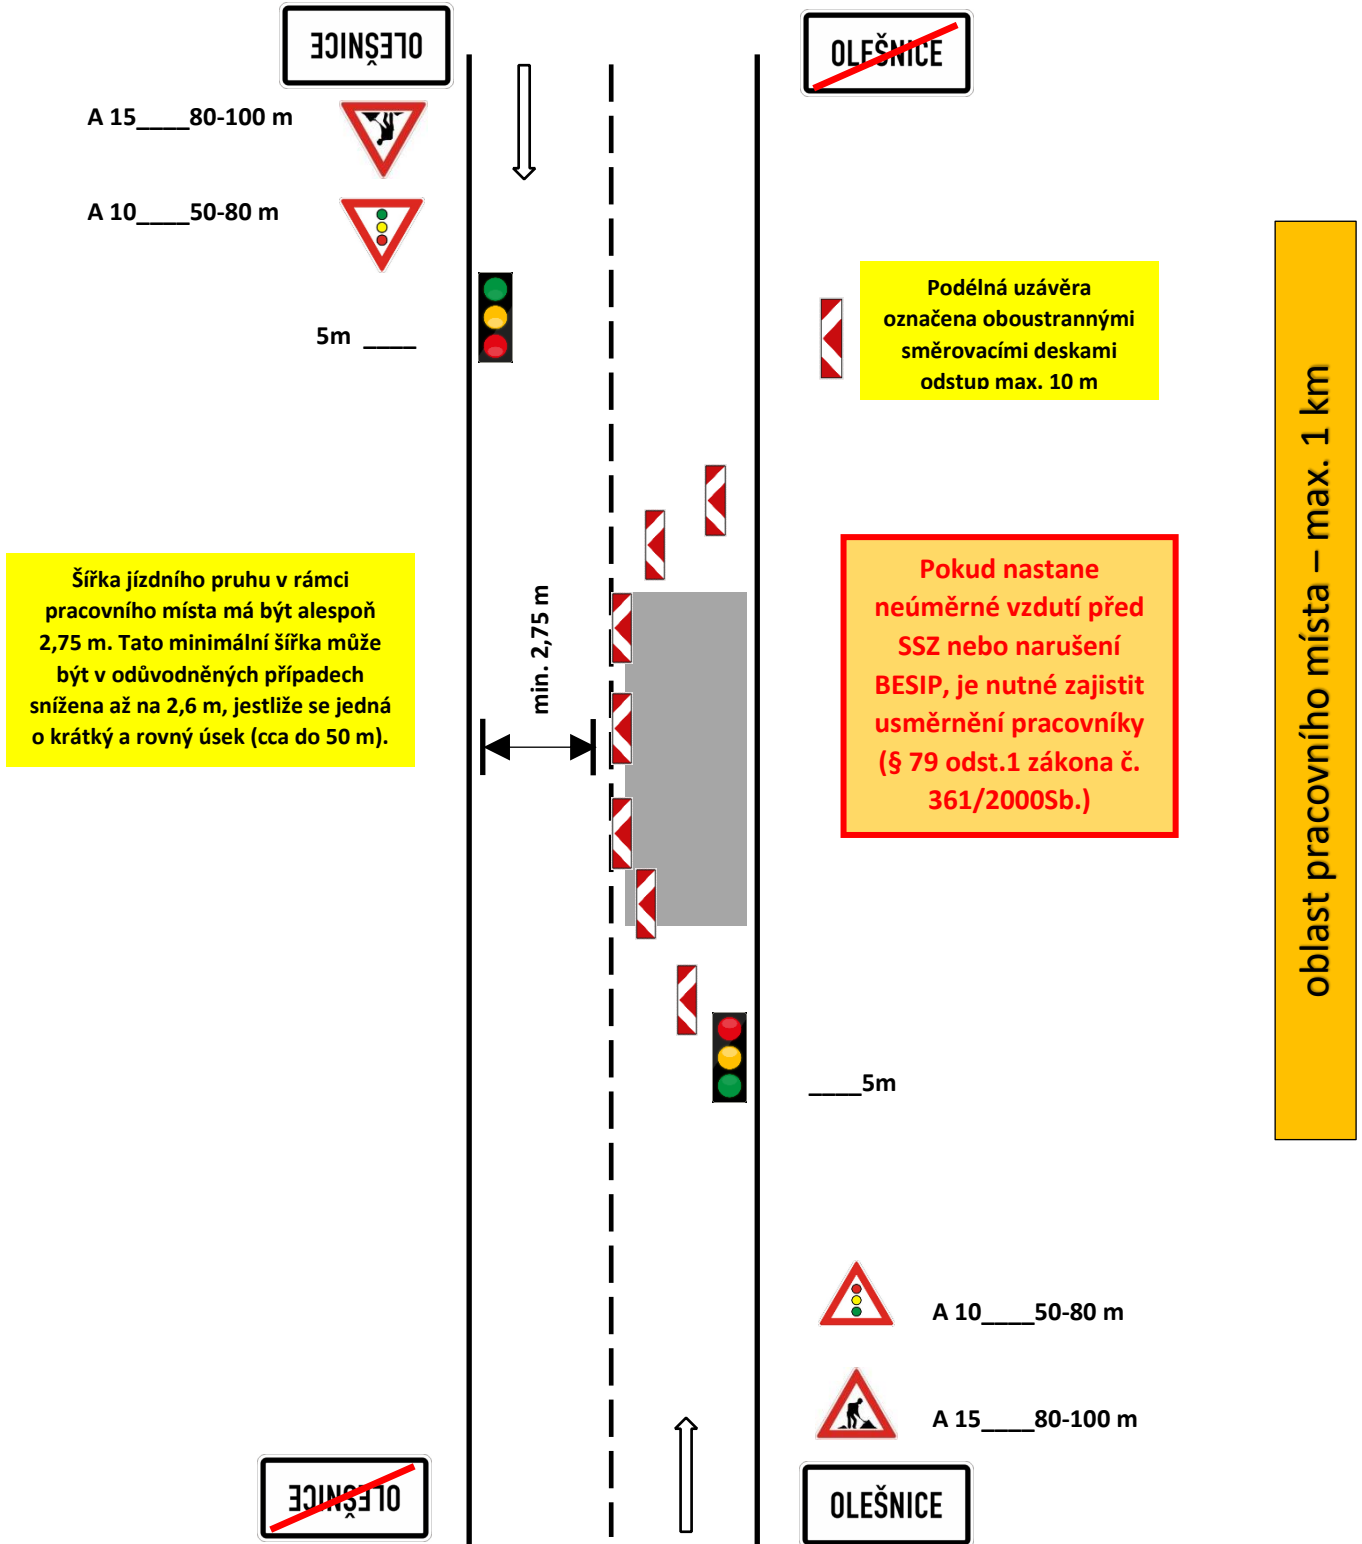 OLEŠNICE
OLEŠNICE
A 15____80-100 m
A 10____50-80 m
5m ____
Podélná uzávěra
označena oboustrannými
směrovacími deskami
odstup max. 10 m
Šířka jízdního pruhu v rámci
pracovního místa má být alespoň
2,75 m. Tato minimální šířka může
být v odůvodněných případech
snížena až na 2,6 m, jestliže se jedná
o krátký a rovný úsek (cca do 50 m).
min. 2,75 m
Pokud nastane
neúměrné vzdutí před
SSZ nebo narušení
BESIP, je nutné zajistit
usměrnění pracovníky
(§ 79 odst.1 zákona č.
361/2000Sb.)
oblast pracovního místa – max. 1 km
____5m
A 10____50-80 m
A 15____80-100 m
OLEŠNICE
OLEŠNICE